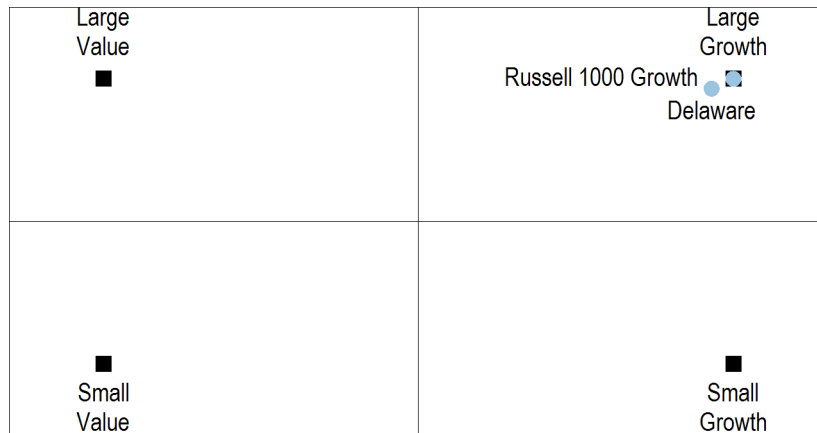 Large
Value
Large
Growth
Russell 1000 Growth
Delaware
Small
Value
Small
Growth